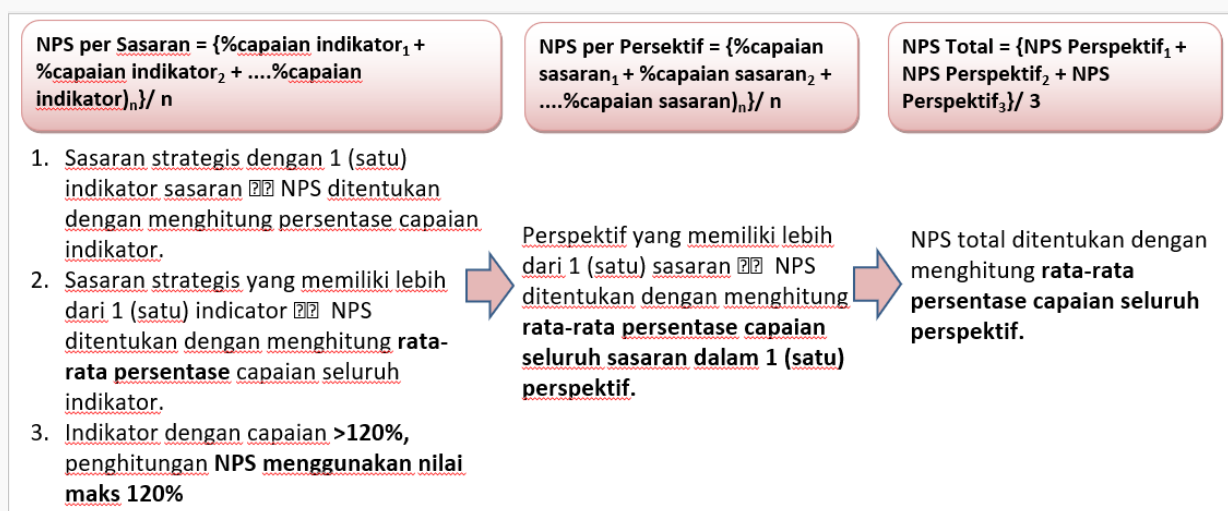 NPS per Sasaran = {%capaian indikator₁ +
%capaian indikator₂ + ....%capaian
indikator)ₙ}/ n
NPS per Persektif = {%capaian
sasaran₁ + %capaian sasaran₂ +
....%capaian sasaran)ₙ}/ n
NPS Total = {NPS Perspektif₁ +
NPS Perspektif₂ + NPS
Perspektif₃}/ 3
1. Sasaran strategis dengan 1 (satu)
indikator sasaran ⍰⍰ NPS ditentukan
dengan menghitung persentase capaian
indikator.
2. Sasaran strategis yang memiliki lebih
dari 1 (satu) indicator ⍰⍰ NPS
ditentukan dengan menghitung rata-
rata persentase capaian seluruh
indikator.
3. Indikator dengan capaian >120%,
penghitungan NPS menggunakan nilai
maks 120%
Perspektif yang memiliki lebih
dari 1 (satu) sasaran ⍰⍰ NPS
ditentukan dengan menghitung
rata-rata persentase capaian
seluruh sasaran dalam 1 (satu)
perspektif.
NPS total ditentukan dengan
menghitung rata-rata
persentase capaian seluruh
perspektif.